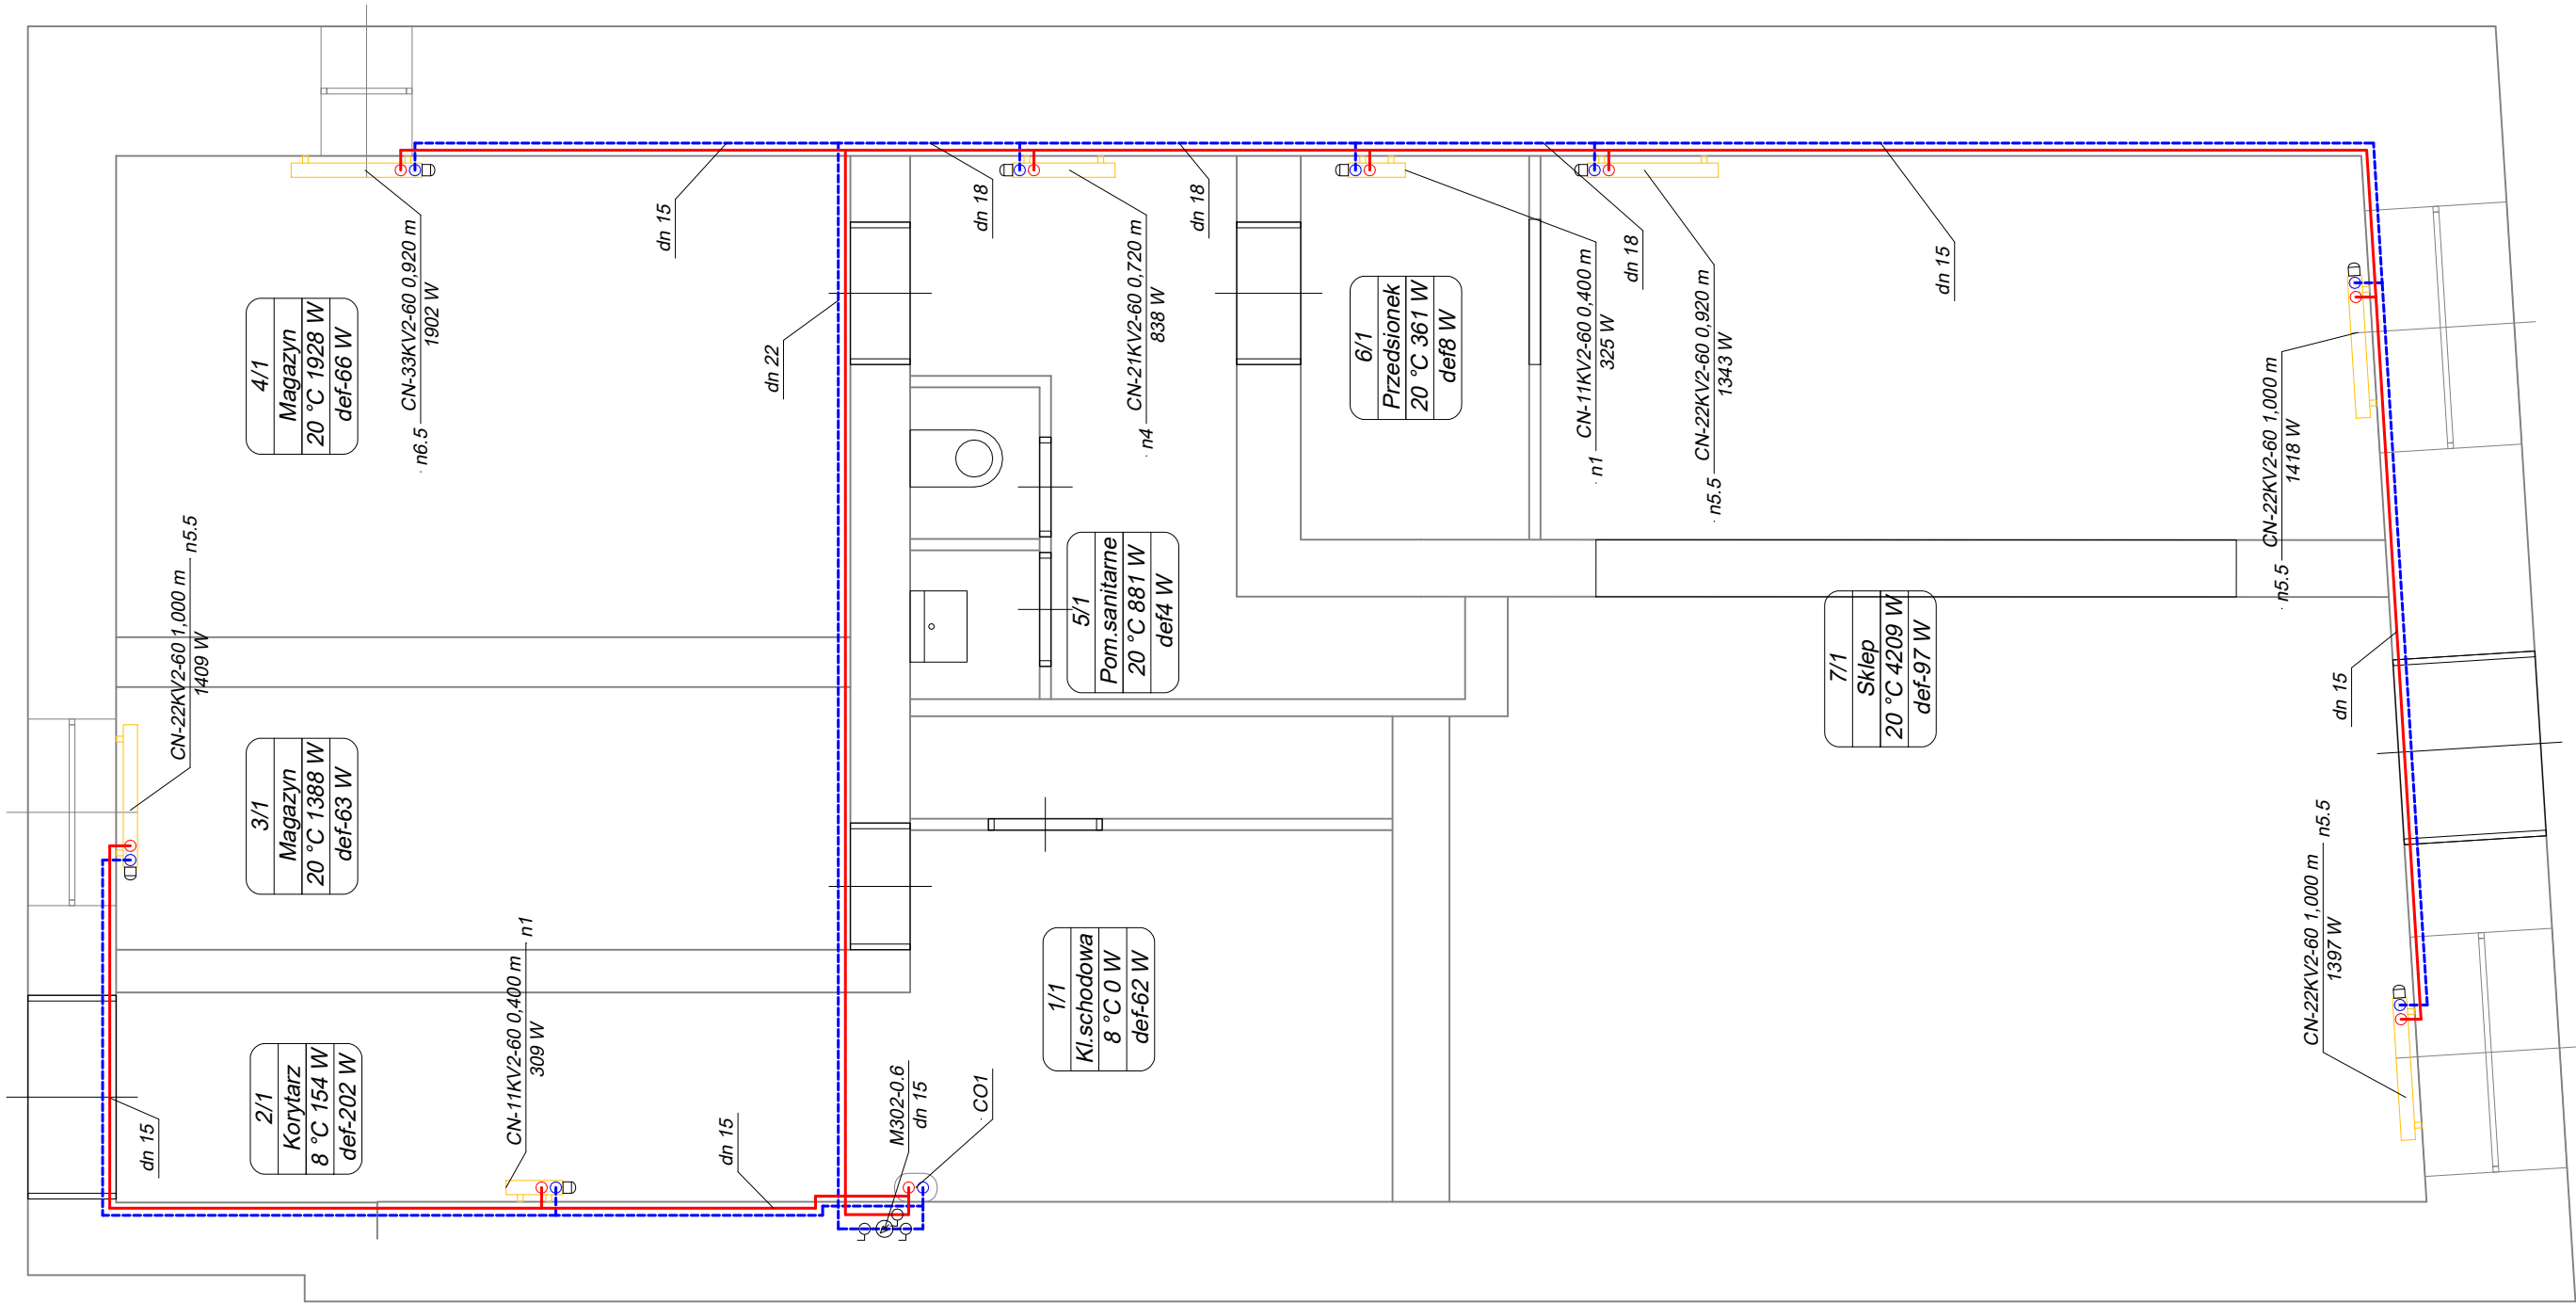 4/1
Magazyn
20 °C 1928 W
def-66 W
CN-33KV2-60 0,920 m
n6.5
1902 W
dn 15
dn 22
dn 18
CN-21KV2-60 0,720 m
n4
838 W
dn 18
6/1
Przedsionek
20 °C 361 W
def8 W
CN-11KV2-60 0,400 m
n1
325 W
dn 18
CN-22KV2-60 0,920 m
n5.5
1343 W
dn 15
CN-22KV2-60 1,000 m
n5.5
1418 W
CN-22KV2-60 1,000 m n5.5
1409 W
3/1
Magazyn
20 °C 1388 W
def-63 W
5/1
Pom.sanitarne
20 °C 881 W
def4 W
7/1
Sklep
20 °C 4209 W
def-97 W
dn 15
CN-22KV2-60 1,000 m n5.5
1397 W
2/1
Korytarz
8 °C 154 W
def-202 W
dn 15
CN-11KV2-60 0,400 m n1
309 W
dn 15
M302-0.6
dn 15
CO1
1/1
Kl.schodowa
8 °C 0 W
def-62 W